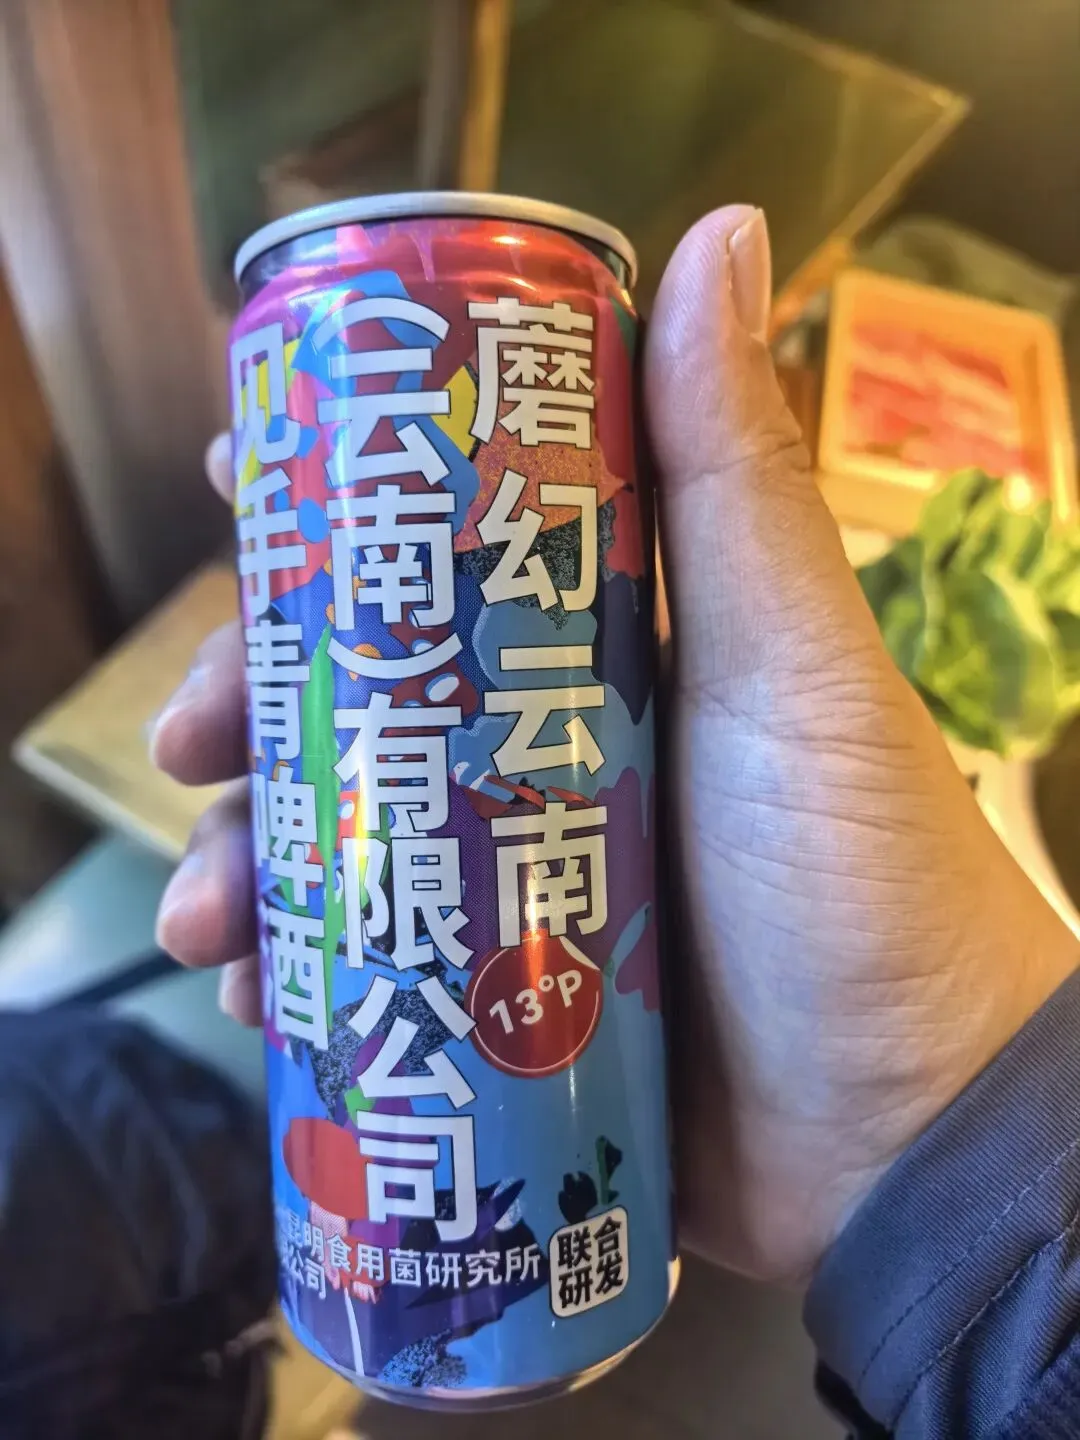 蘑幻云南
（云南）有限公司
见手青啤酒
13°P
昆明食用菌研究所
公司
联合
研发